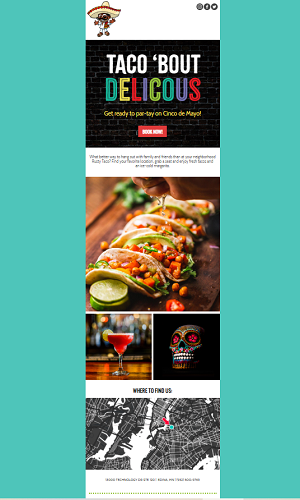 TACO ‘BOUT
DELICOUS
Get ready to par-tay on Cinco de Mayo!
BOOK NOW!
What better way to hang out with family and friends than at your neighborhood
Rusty Taco? Find your favorite location, grab a seat and enjoy fresh tacos and
an ice-cold margarita.
WHERE TO FIND US: